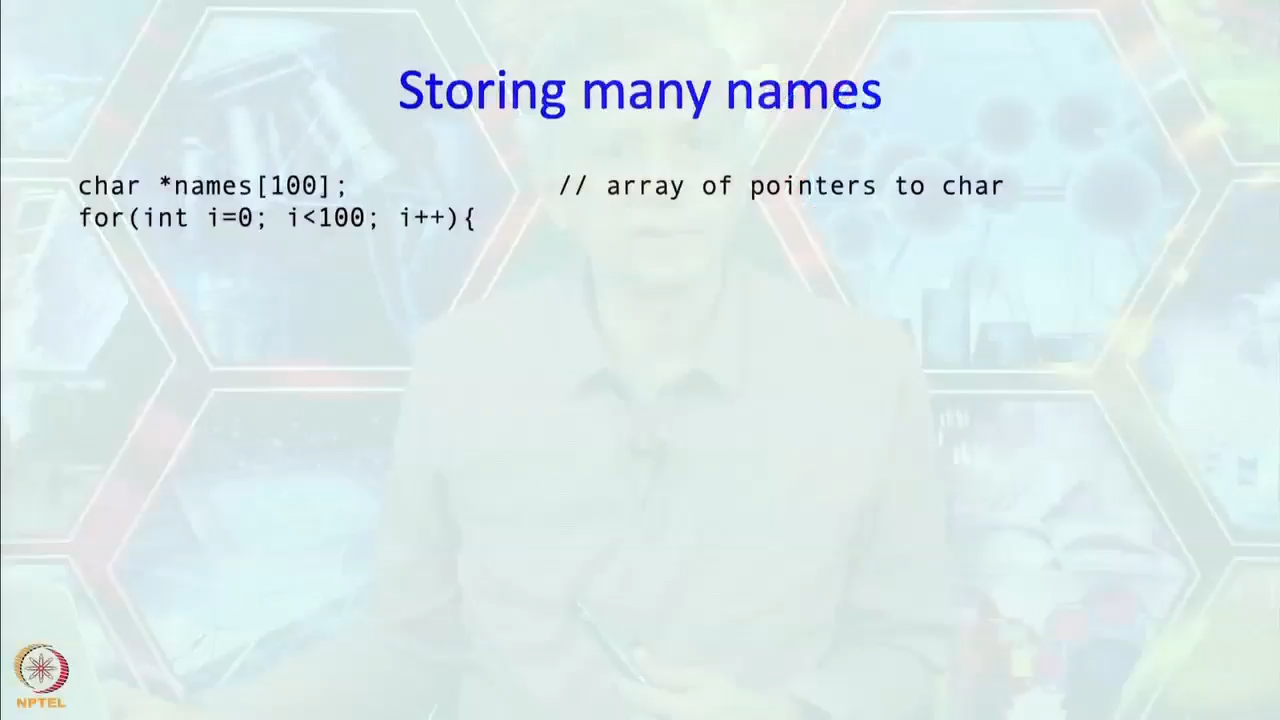 Storing many names
char *names[100]; // array of pointers to char
for(int i=0; i<100; i++){
NPTEL